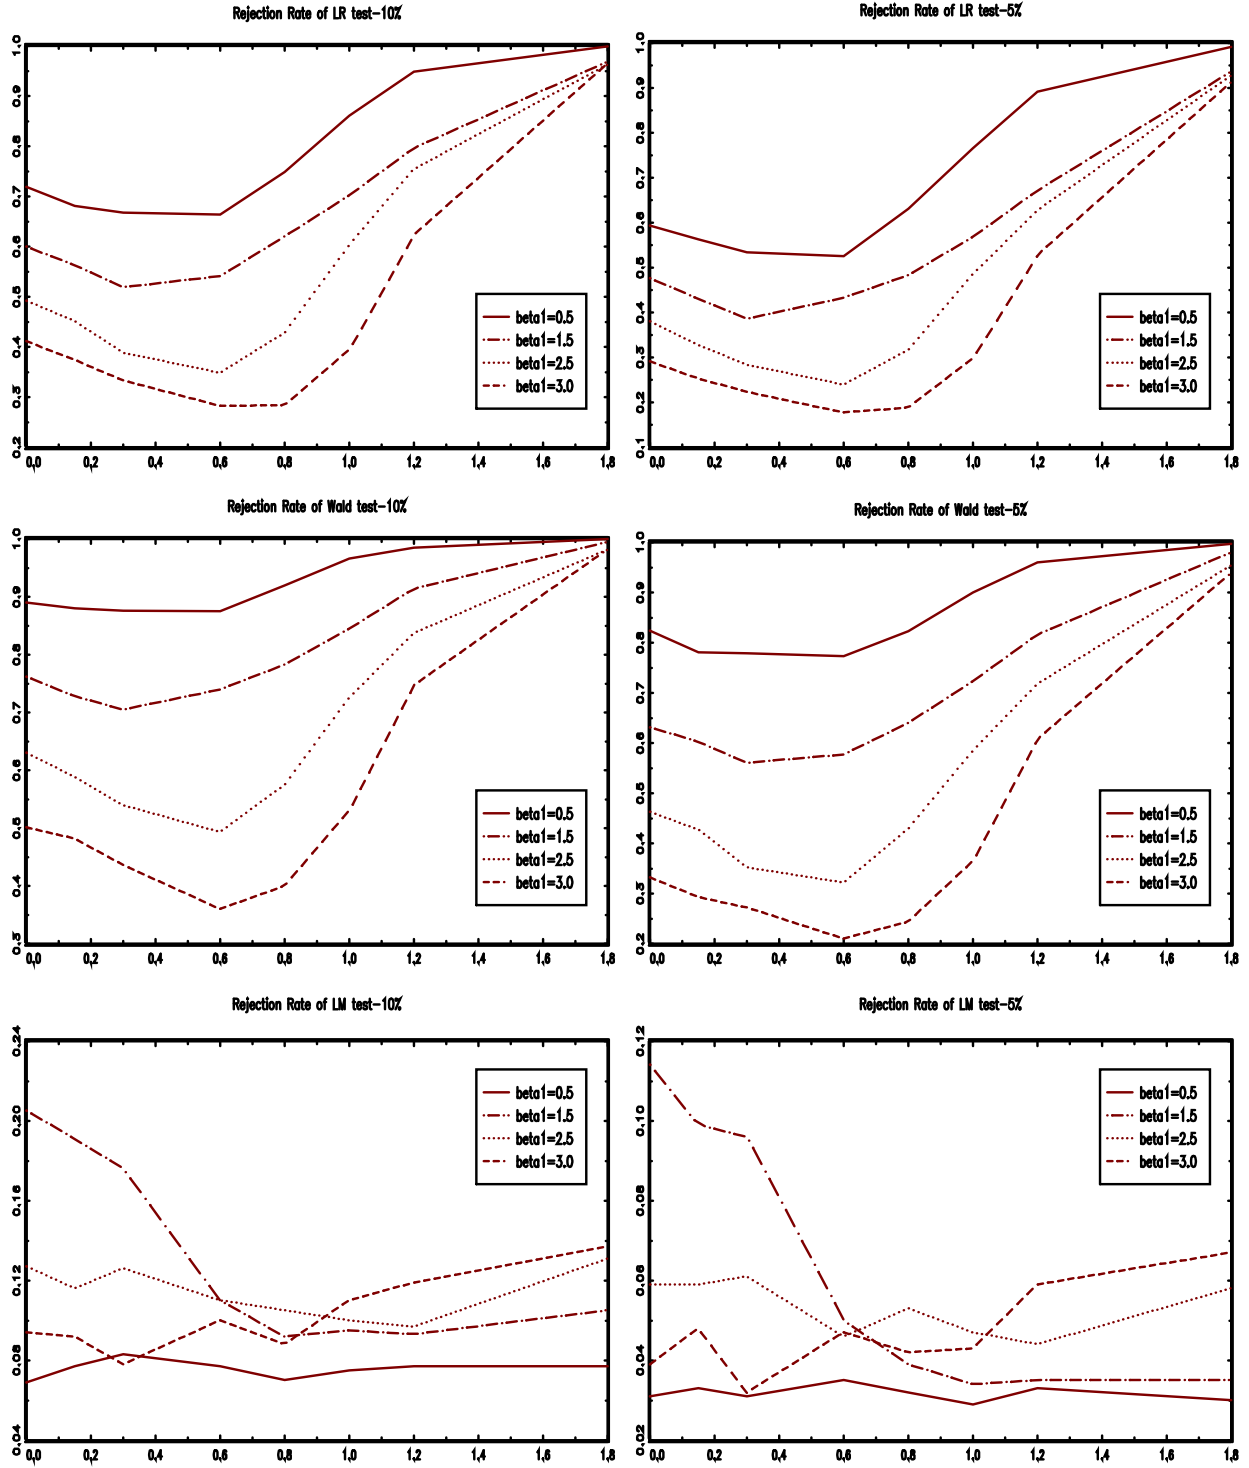 Rejection Rate of LR test-10%
1.0
0.9
0.8
0.7
0.6
0.5
0.4
0.3
0.2
beta1=0.5
beta1=1.5
beta1=2.5
beta1=3.0
0.0 0.2 0.4 0.6 0.8 1.0 1.2 1.4 1.6 1.8
Rejection Rate of LR test-5%
1.0
0.9
0.8
0.7
0.6
0.5
0.4
0.3
0.2
0.1
beta1=0.5
beta1=1.5
beta1=2.5
beta1=3.0
0.0 0.2 0.4 0.6 0.8 1.0 1.2 1.4 1.6 1.8
Rejection Rate of Wald test-10%
1.0
0.9
0.8
0.7
0.6
0.5
0.4
0.3
beta1=0.5
beta1=1.5
beta1=2.5
beta1=3.0
0.0 0.2 0.4 0.6 0.8 1.0 1.2 1.4 1.6 1.8
Rejection Rate of Wald test-5%
1.0
0.9
0.8
0.7
0.6
0.5
0.4
0.3
0.2
beta1=0.5
beta1=1.5
beta1=2.5
beta1=3.0
0.0 0.2 0.4 0.6 0.8 1.0 1.2 1.4 1.6 1.8
Rejection Rate of LM test-10%
0.24
0.20
0.16
0.12
0.08
0.04
beta1=0.5
beta1=1.5
beta1=2.5
beta1=3.0
0.0 0.2 0.4 0.6 0.8 1.0 1.2 1.4 1.6 1.8
Rejection Rate of LM test-5%
0.12
0.10
0.08
0.06
0.04
0.02
beta1=0.5
beta1=1.5
beta1=2.5
beta1=3.0
0.0 0.2 0.4 0.6 0.8 1.0 1.2 1.4 1.6 1.8